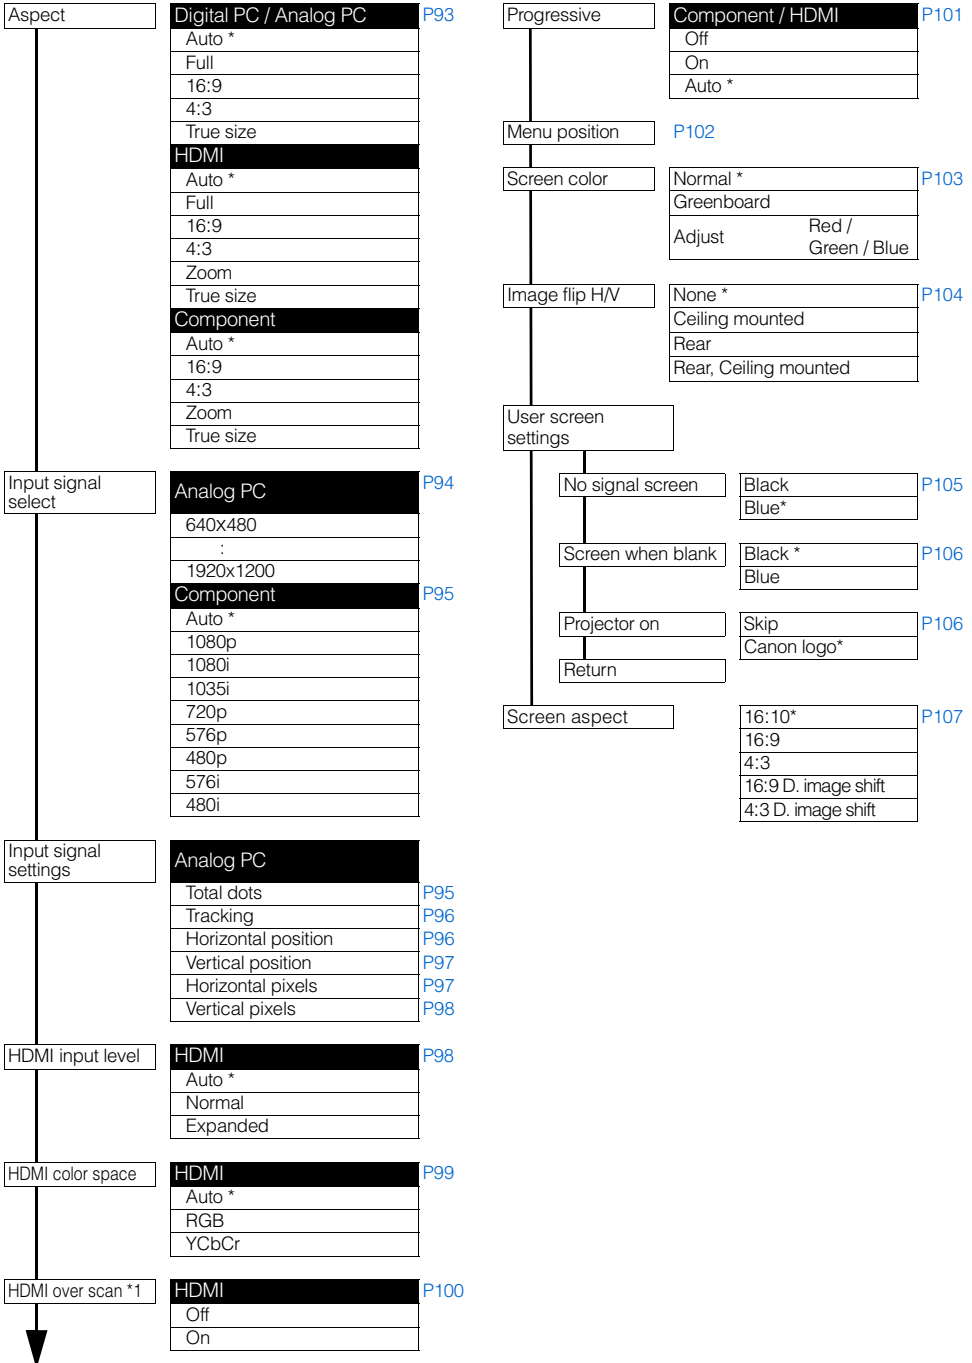 Aspect
Digital PC / Analog PC P93
Auto *
Full
16:9
4:3
True size
HDMI
Auto *
Full
16:9
4:3
Zoom
True size
Component
Auto *
16:9
4:3
Zoom
True size
Input signal
select
Analog PC P94
640x480
:
1920x1200
Component P95
Auto *
1080p
1080i
1035i
720p
576p
480p
576i
480i
Input signal
settings
Analog PC
Total dots P95
Tracking P96
Horizontal position P96
Vertical position P97
Horizontal pixels P97
Vertical pixels P98
HDMI input level
HDMI P98
Auto *
Normal
Expanded
HDMI color space
HDMI P99
Auto *
RGB
YCbCr
HDMI over scan *1
HDMI P100
Off
On
Progressive
Component / HDMI P101
Off
On
Auto *
Menu position P102
Screen color
Normal * P103
Greenboard
Adjust
Red /
Green / Blue
Image flip H/V
None * P104
Ceiling mounted
Rear
Rear, Ceiling mounted
User screen
settings
No signal screen
Black P105
Blue*
Screen when blank
Black * P106
Blue
Projector on
Skip P106
Canon logo*
Return
Screen aspect
16:10* P107
16:9
4:3
16:9 D. image shift
4:3 D. image shift